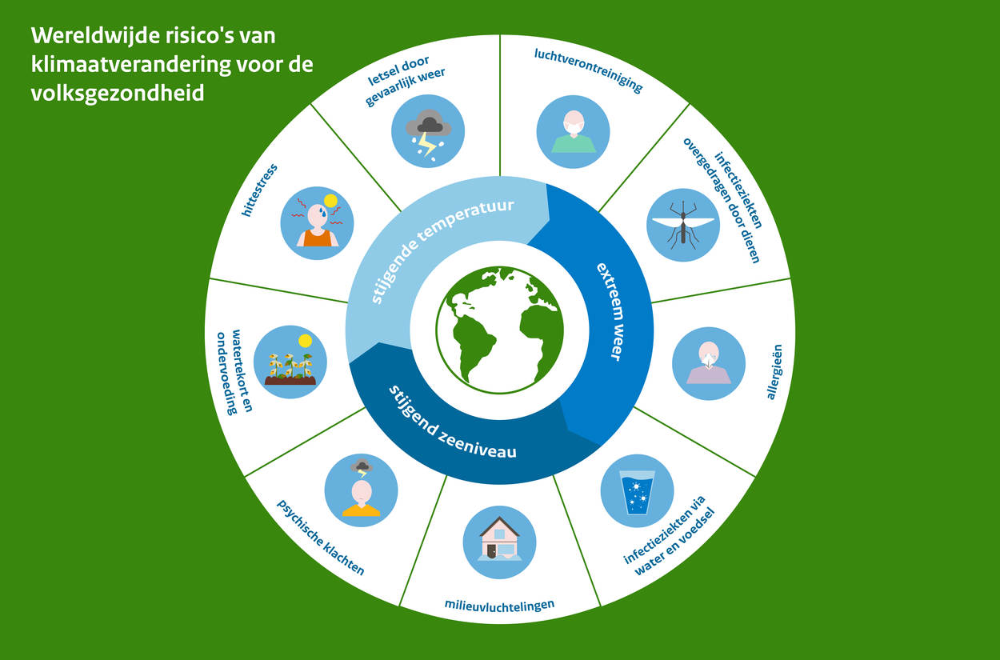 Wereldwijde risico's van
klimaatverandering voor de
volksgezondheid
letsel door
gevaarlijk weer
luchtverontreiniging
infectieziekten
overgedragen door dieren
allergieën
infectieziekten via
water en voedsel
milieuvluchtelingen
psychische klachten
watertekort en
ondervoeding
hittestress
stijgende temperatuur
extreem weer
stijgend zeeniveau